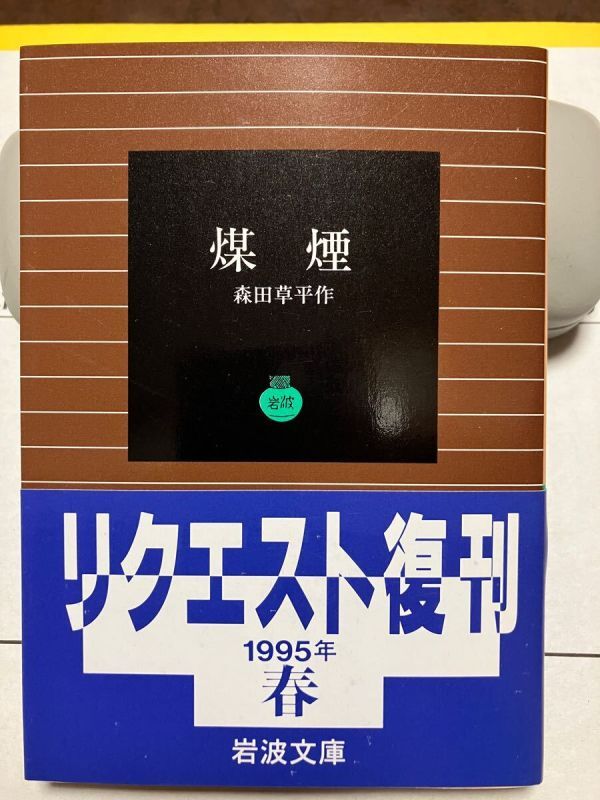 煤煙
森田草平作
岩波
リクエスト復刊
1995年
春
岩波文庫